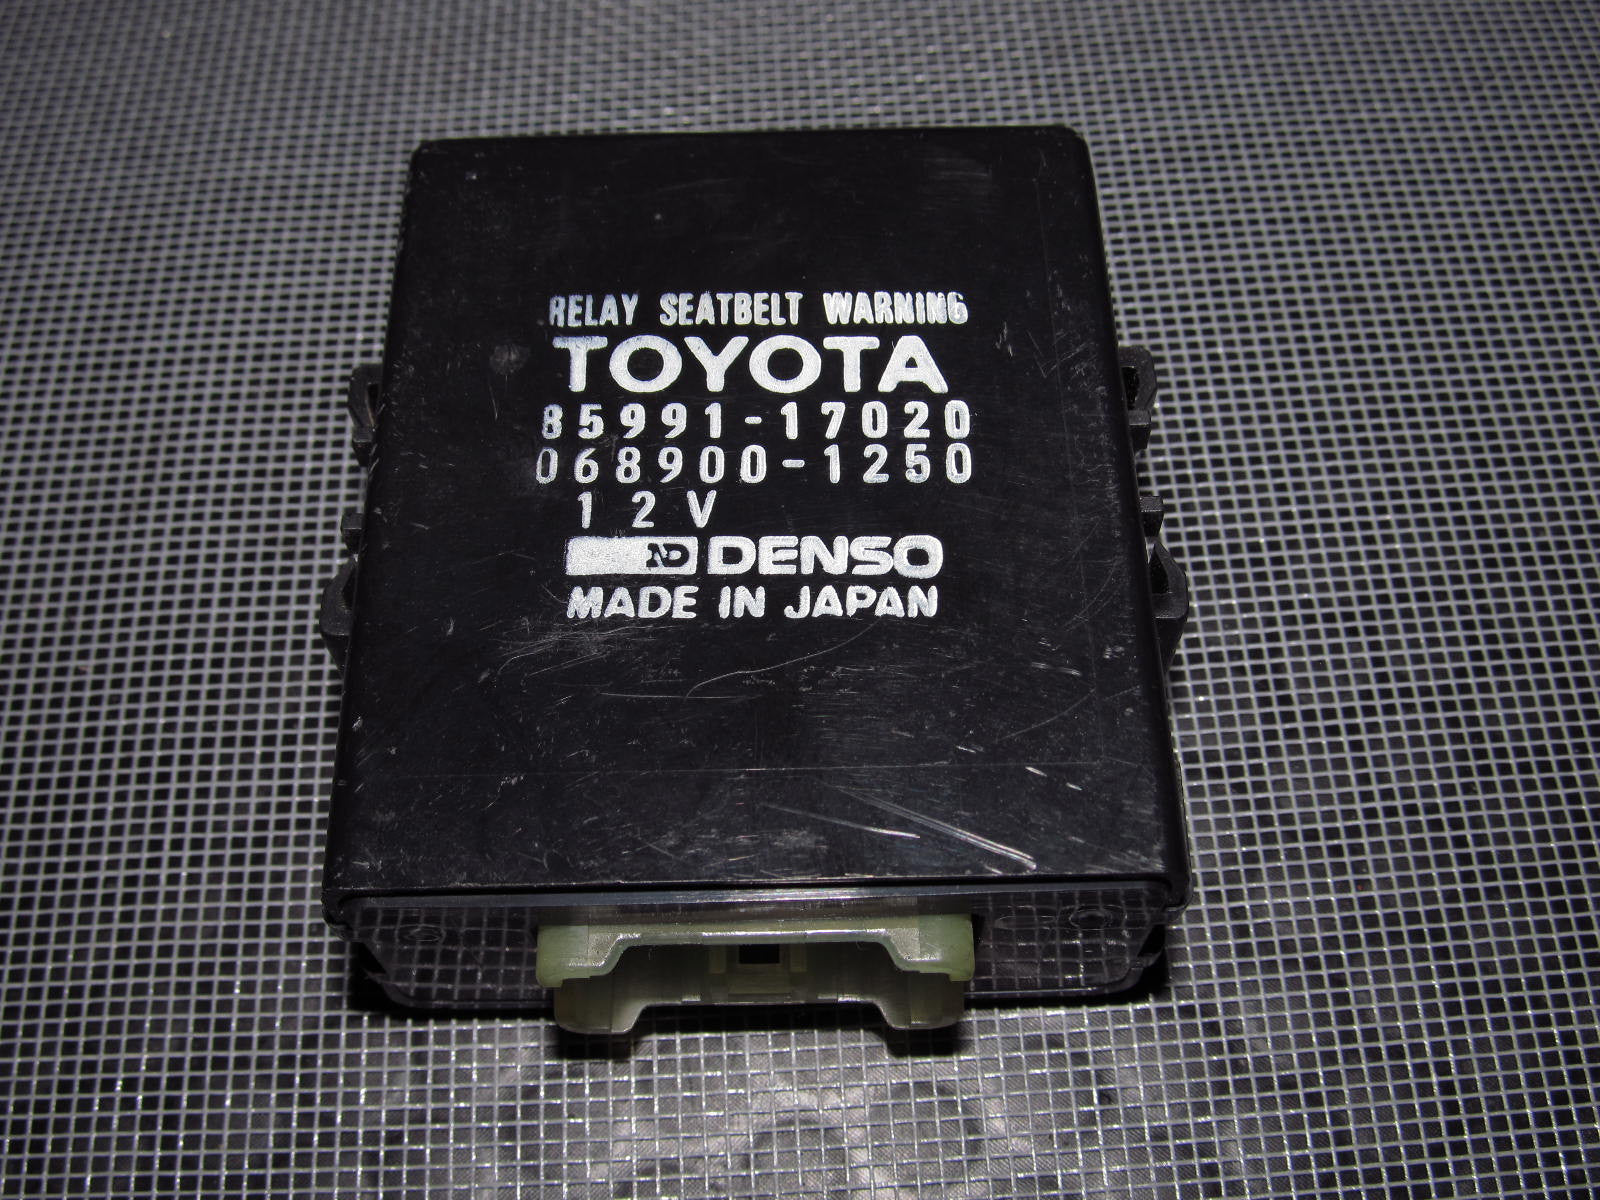 RELAY SEATBELT WARNING
TOYOTA
85991-17020
068900-1250
12V
ND DENSO
MADE IN JAPAN